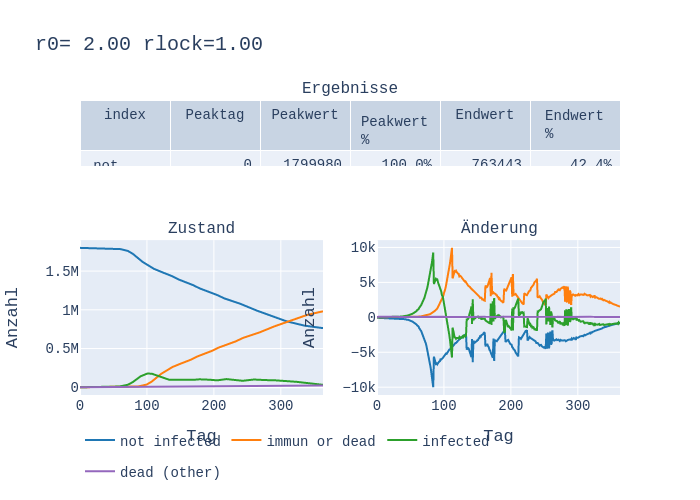 r0= 2.00 rlock=1.00
Ergebnisse
index Peaktag Peakwert Peakwert % Endwert Endwert %
not 0 1799980 100.0% 763443 42.4%
Zustand
Änderung
Anzahl
1.5M
1M
0.5M
0
0 100 200 300
Tag
Anzahl
10k
5k
0
−5k
−10k
0 100 200 300
Tag
not infected immun or dead infected
dead (other)